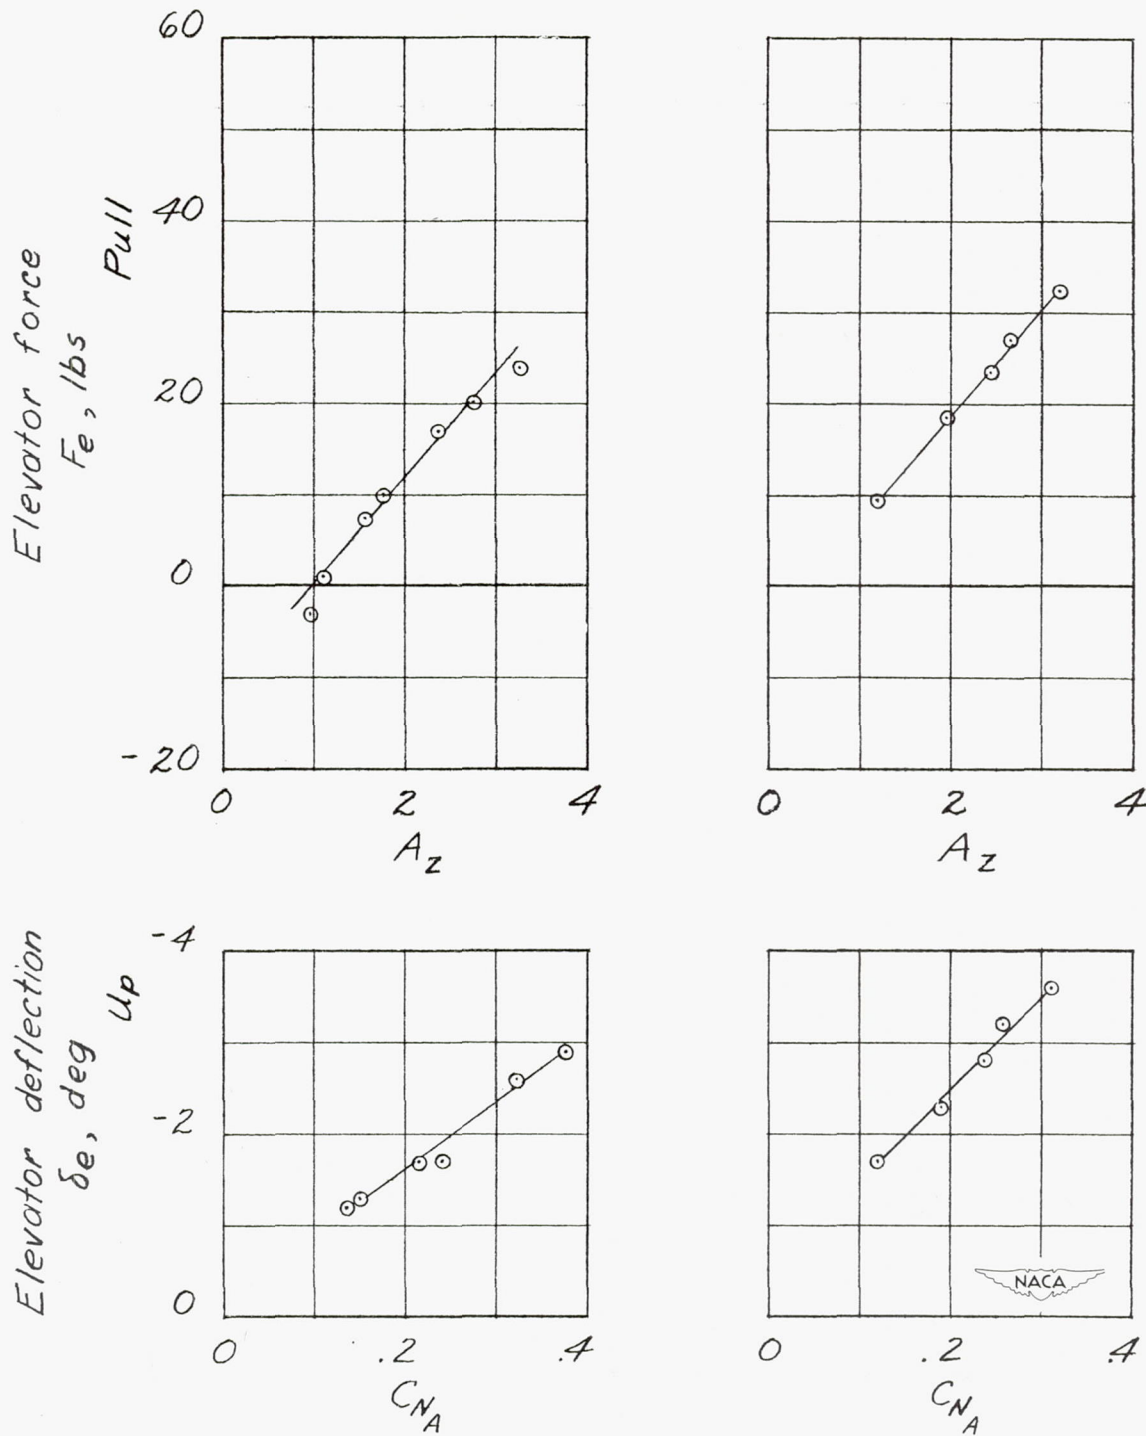 Elevator force
Fe, lbs
Pull
60
40
20
0
-20
0 2 4
Az
0 2 4
Az
Elevator deflection
δe, deg
Up
-4
-2
0
0 .2 .4
CNA
0 .2 .4
CNA
NACA